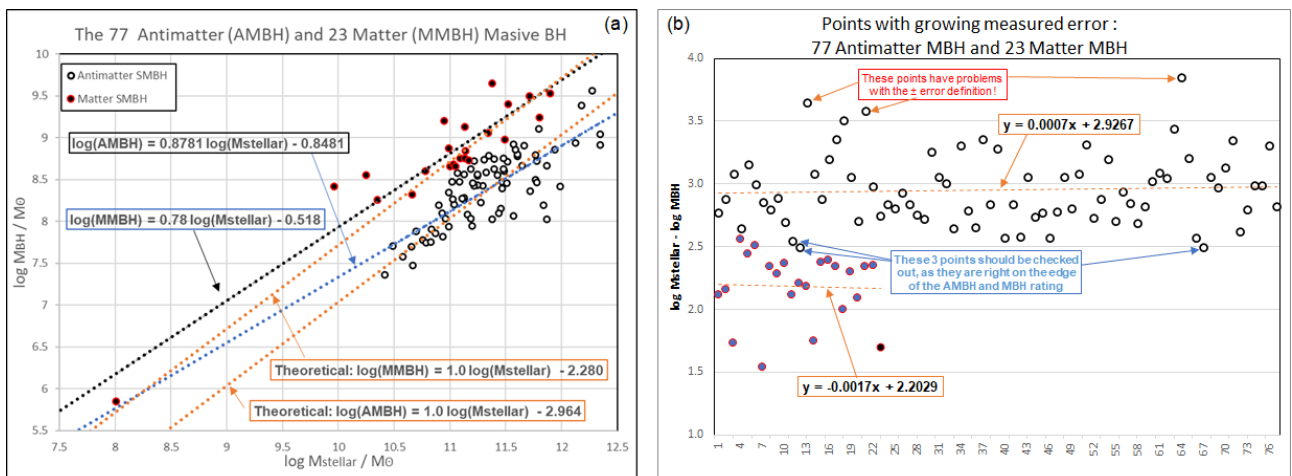 The 77 Antimatter (AMBH) and 23 Matter (MMBH) Masive BH
(a)
10
9.5
9
8.5
8
7.5
7
6.5
6
5.5
log MBH / MΘ
Antimatter SMBH
Matter SMBH
log(AMBH) = 0.8781 log(Mstellar) - 0.8481
log(MMBH) = 0.78 log(Mstellar) - 0.518
Theoretical: log(MMBH) = 1.0 log(Mstellar) - 2.280
Theoretical: log(AMBH) = 1.0 log(Mstellar) - 2.964
7.5 8 8.5 9 9.5 10 10.5 11 11.5 12 12.5
log Mstellar / MΘ
(b)
Points with growing measured error :
77 Antimatter MBH and 23 Matter MBH
4.0
3.5
3.0
2.5
2.0
1.5
1.0
log Mstellar - log MBH
These points have problems
with the ± error definition !
y = 0.0007x + 2.9267
These 3 points should be checked
out, as they are right on the edge
of the AMBH and MBH rating
y = -0.0017x + 2.2029
1 4 7 10 13 16 19 22 25 28 31 34 37 40 43 46 49 52 55 58 61 64 67 70 73 76